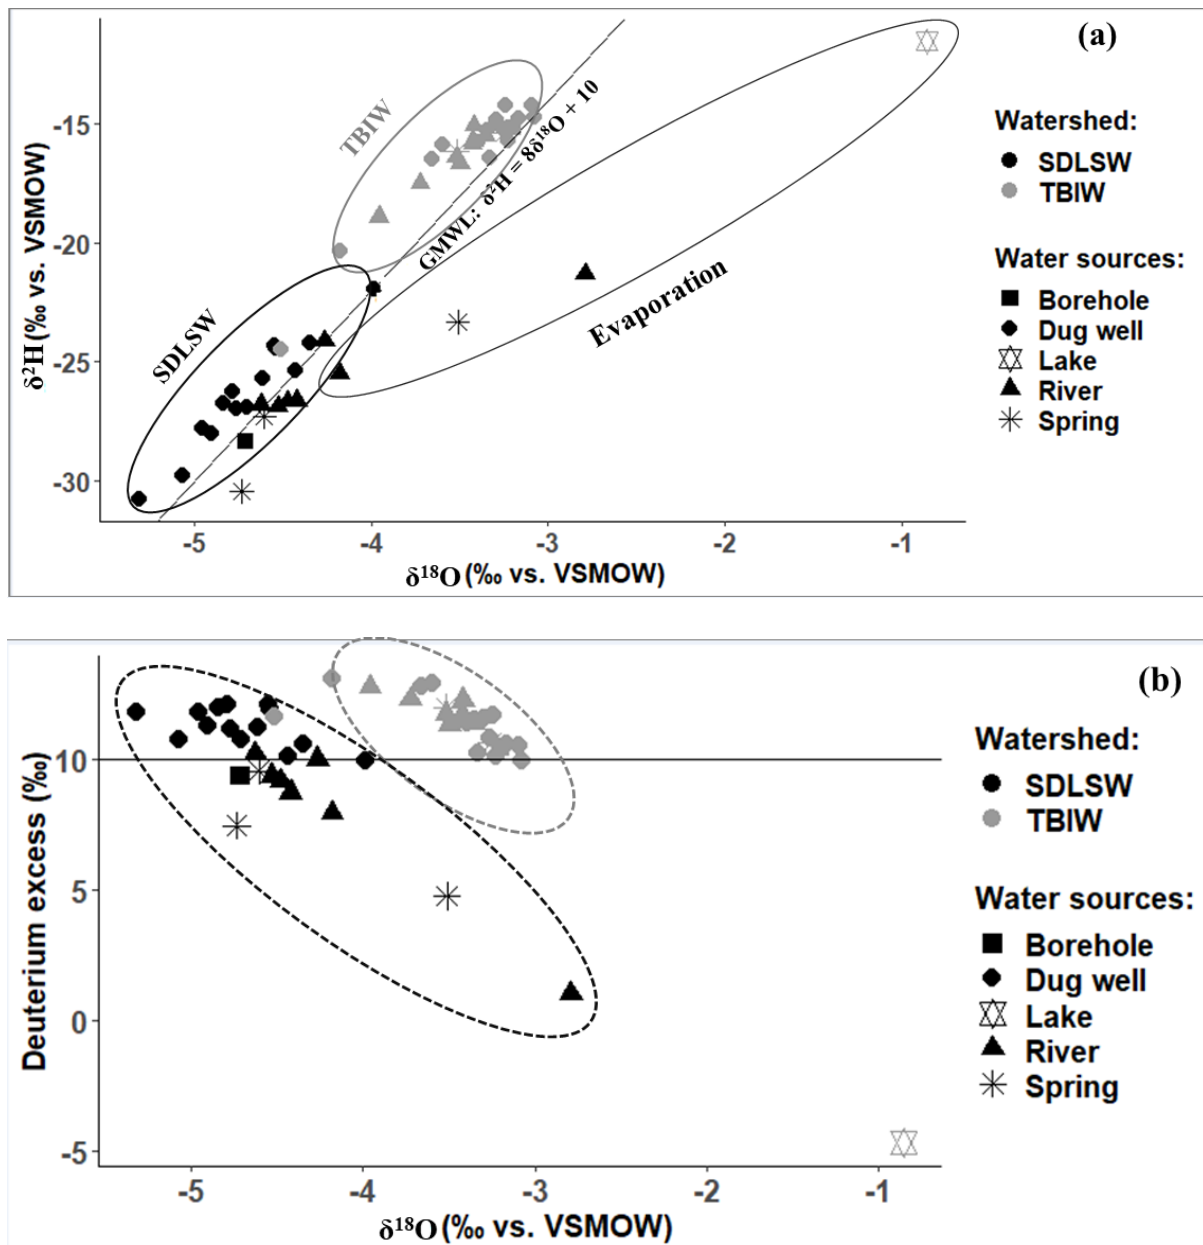 (a)
TBIW
GMWL: δ²H = 8δ¹⁸O + 10
SDLSW
Evaporation
δ²H (‰ vs. VSMOW)
-15
-20
-25
-30
-5
-4
-3
-2
-1
δ¹⁸O (‰ vs. VSMOW)
Watershed:
SDLSW
TBIW
Water sources:
Borehole
Dug well
Lake
River
Spring
(b)
Deuterium excess (‰)
10
5
0
-5
-5
-4
-3
-2
-1
δ¹⁸O (‰ vs. VSMOW)
Watershed:
SDLSW
TBIW
Water sources:
Borehole
Dug well
Lake
River
Spring